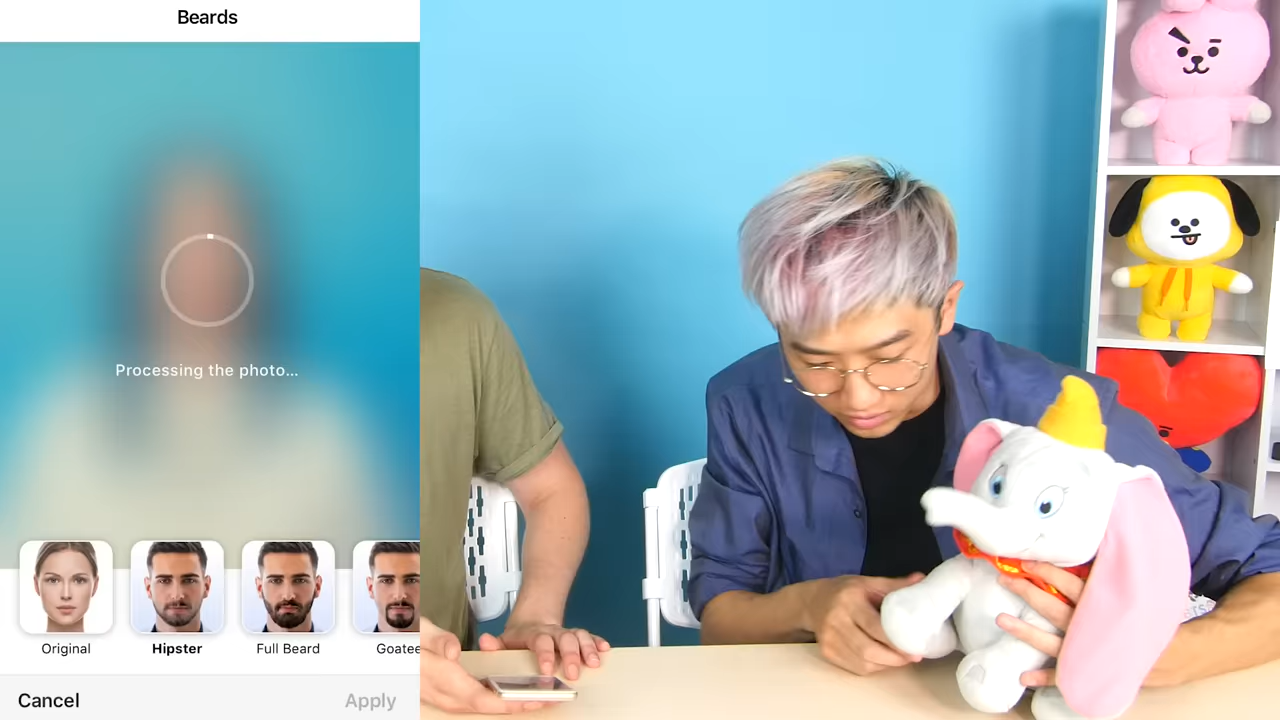 Beards
Processing the photo...
Original
Hipster
Full Beard
Goatee
Cancel
Apply